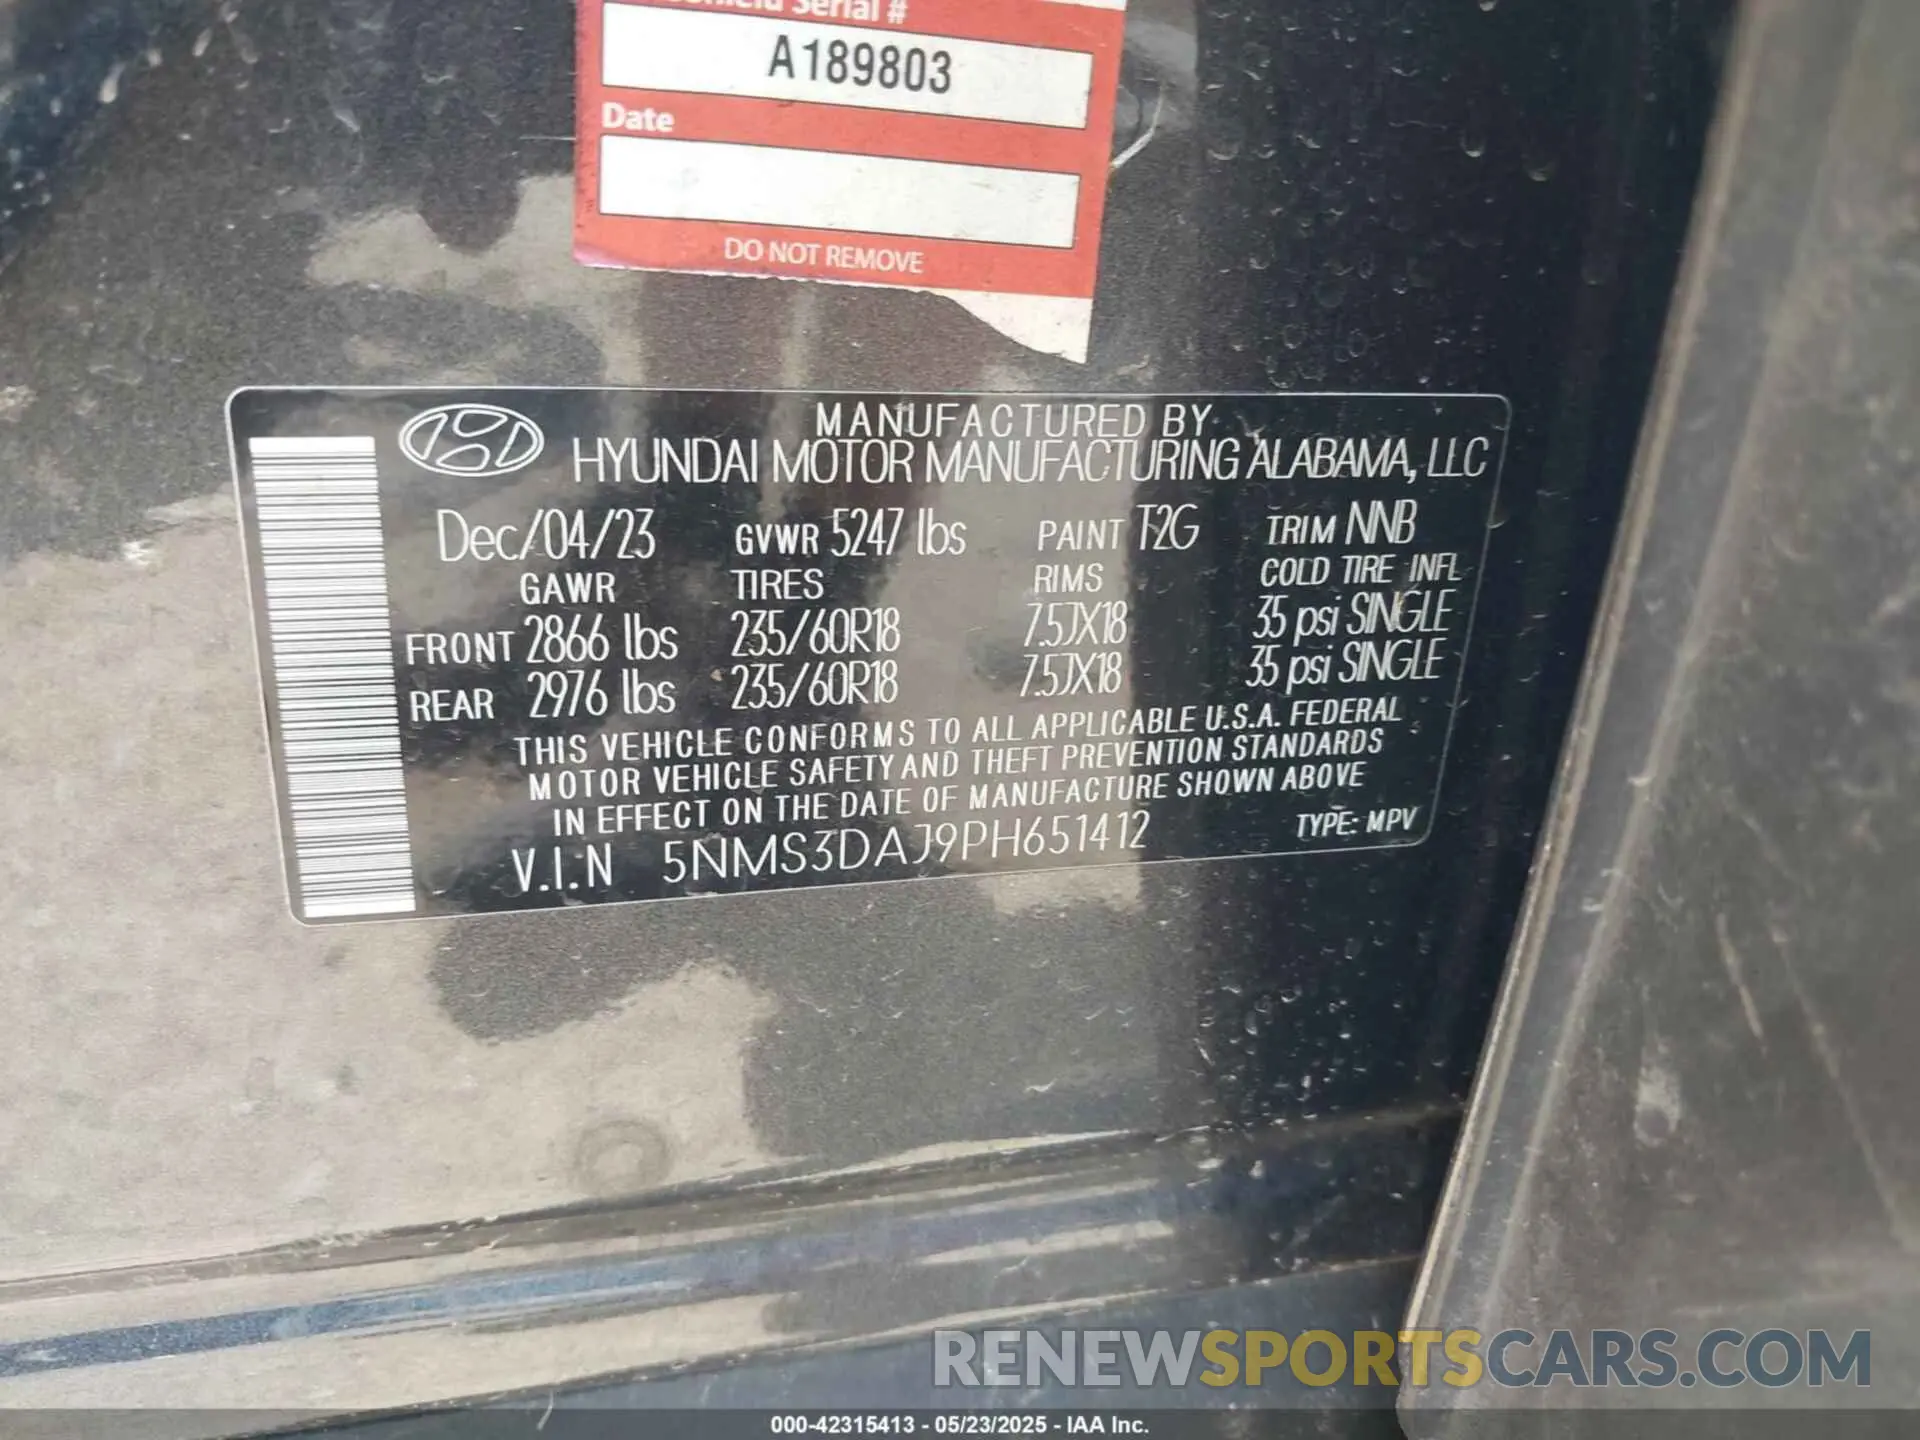 Serial #
A189803
Date
DO NOT REMOVE
MANUFACTURED BY
HYUNDAI MOTOR MANUFACTURING ALABAMA, LLC
Dec/04/23 GVWR 5247 lbs PAINT T2G TRIM NNB
GAWR TIRES RIMS COLD TIRE INFL
FRONT 2866 lbs 235/60R18 7.5JX18 35 psi SINGLE
REAR 2976 lbs 235/60R18 7.5JX18 35 psi SINGLE
THIS VEHICLE CONFORMS TO ALL APPLICABLE U.S.A. FEDERAL
MOTOR VEHICLE SAFETY AND THEFT PREVENTION STANDARDS
IN EFFECT ON THE DATE OF MANUFACTURE SHOWN ABOVE
V.I.N 5NMS3DAJ9PH651412 TYPE: MPV
RENEWSPORTSCARS.COM
000-42315413 - 05/23/2025 - IAA Inc.